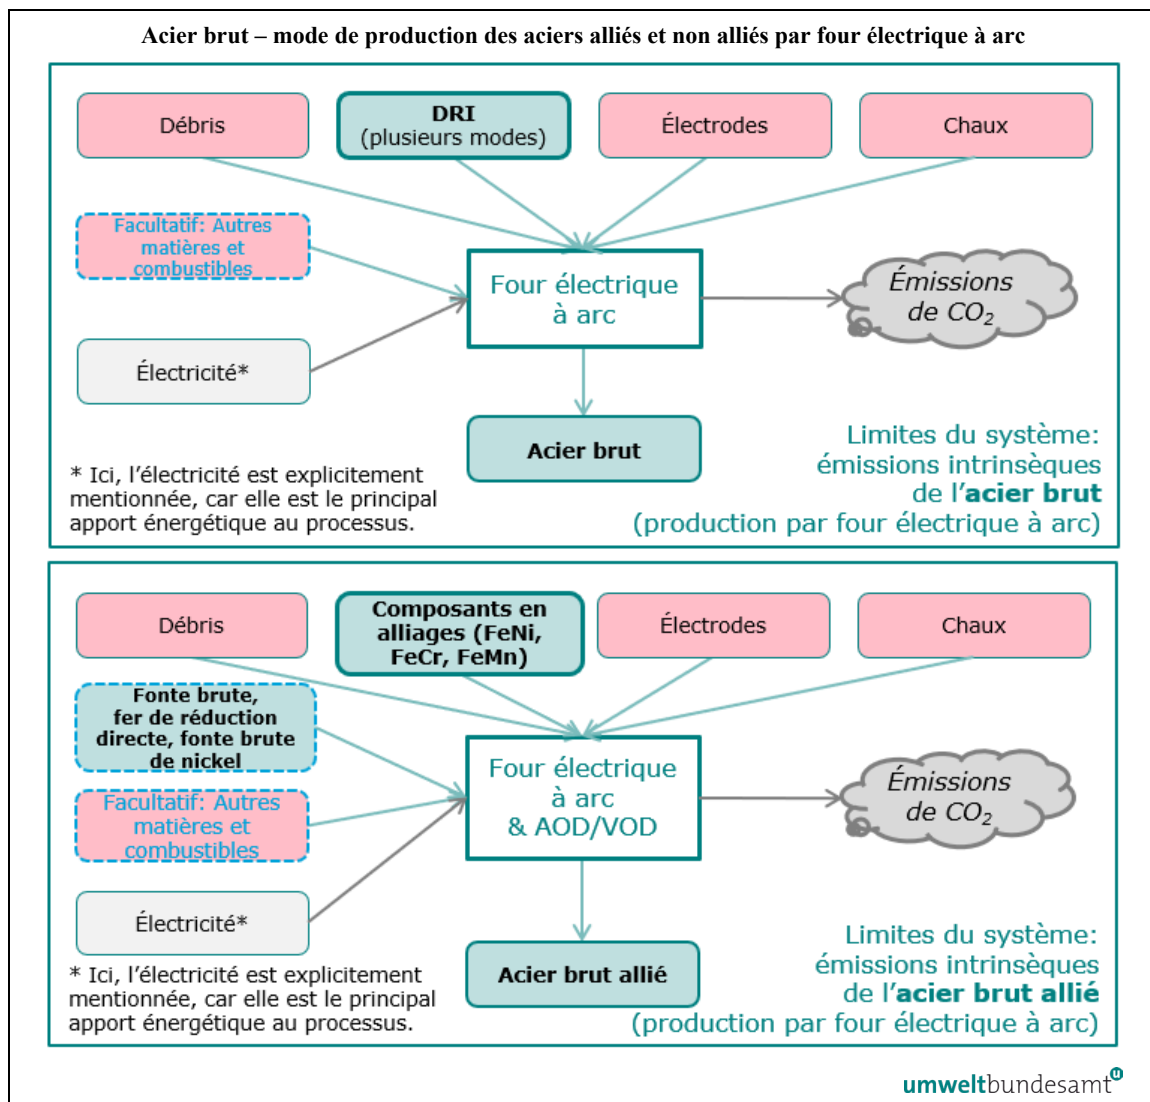 Acier brut – mode de production des aciers alliés et non alliés par four électrique à arc
Débris
DRI
(plusieurs modes)
Électrodes
Chaux
Facultatif: Autres
matières et
combustibles
Four électrique
à arc
Émissions
de CO₂
Électricité*
Acier brut
* Ici, l’électricité est explicitement
mentionnée, car elle est le principal
apport énergétique au processus.
Limites du système:
émissions intrinsèques
de l’acier brut
(production par four électrique à arc)
Débris
Composants en
alliages (FeNi,
FeCr, FeMn)
Électrodes
Chaux
Fonte brute,
fer de réduction
directe, fonte brute
de nickel
Facultatif: Autres
matières et
combustibles
Four électrique
à arc
& AOD/VOD
Émissions
de CO₂
Électricité*
Acier brut allié
* Ici, l’électricité est explicitement
mentionnée, car elle est le principal
apport énergétique au processus.
Limites du système:
émissions intrinsèques
de l’acier brut allié
(production par four électrique à arc)
umweltbundesamt